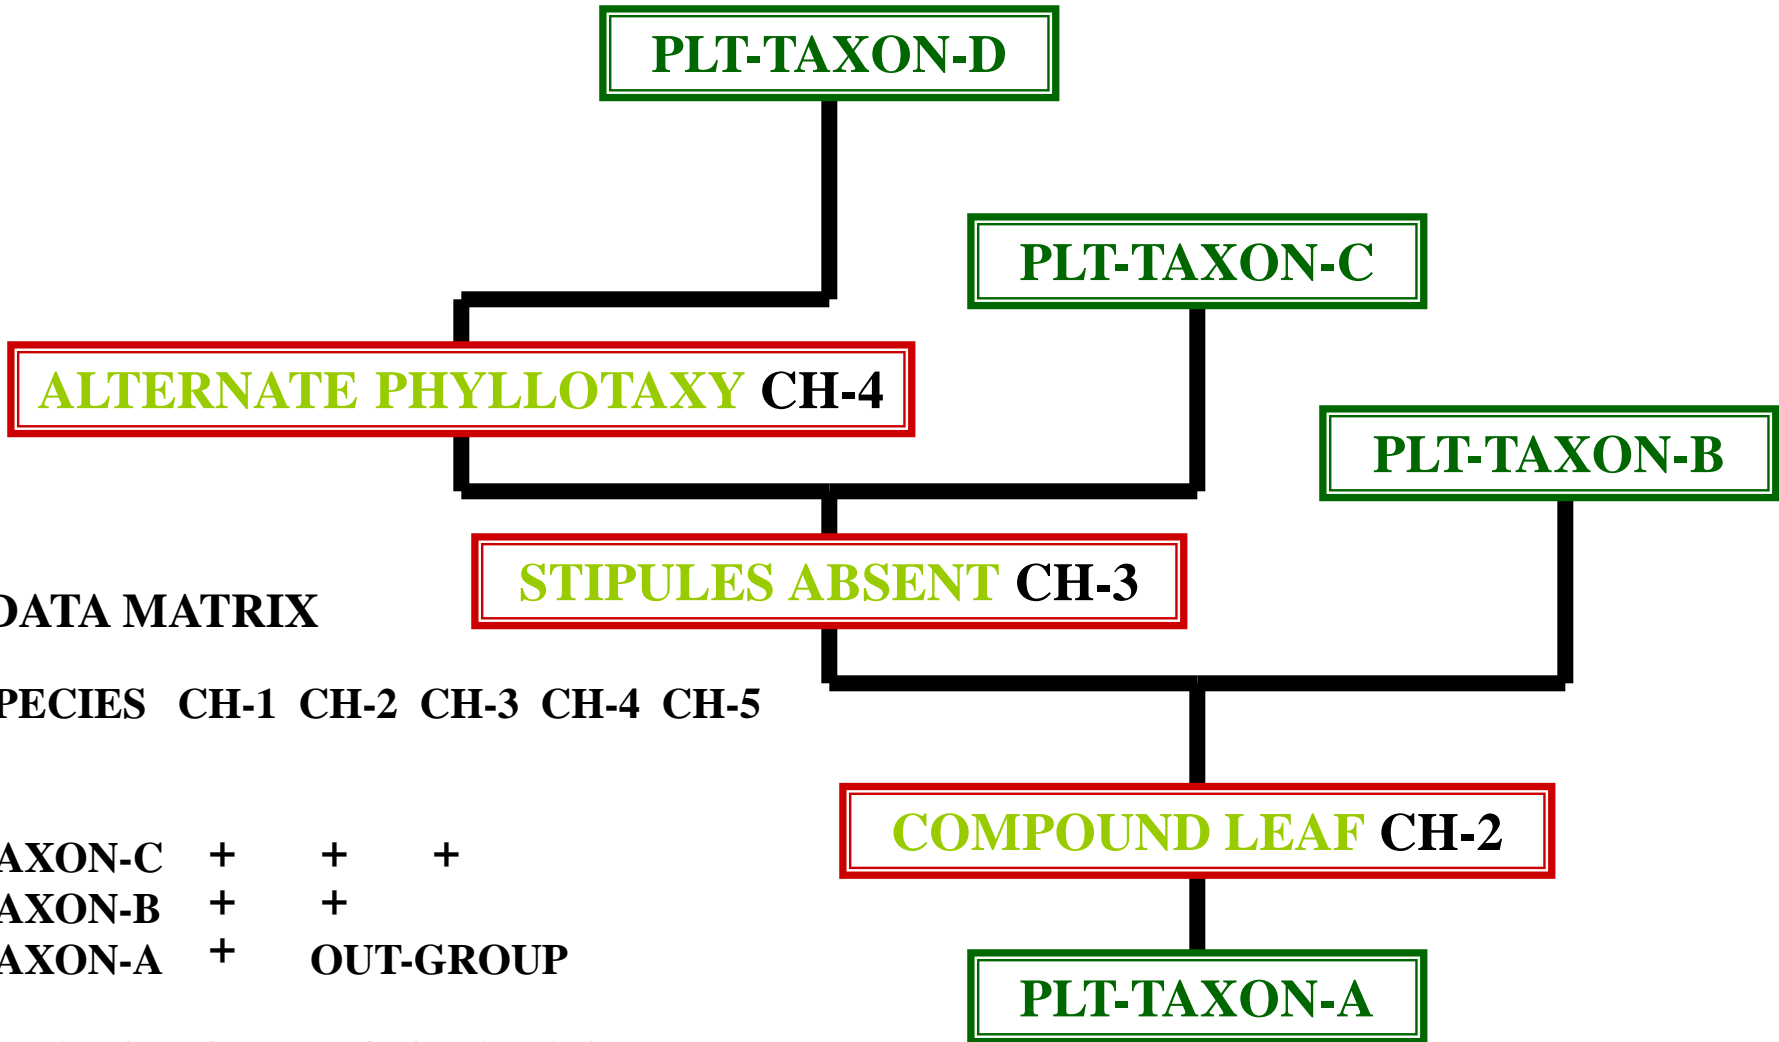 PLT-TAXON-D
PLT-TAXON-C
ALTERNATE PHYLLOTAXY CH-4
PLT-TAXON-B
STIPULES ABSENT CH-3
DATA MATRIX
PECIES CH-1 CH-2 CH-3 CH-4 CH-5
COMPOUND LEAF CH-2
AXON-C + + +
AXON-B + +
AXON-A + OUT-GROUP
PLT-TAXON-A